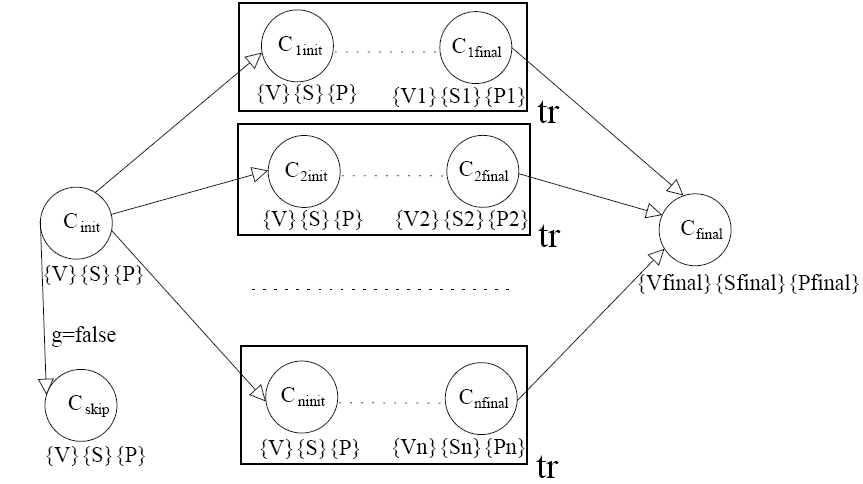 C1init C1final
{V}{S}{P} {V1}{S1}{P1}
tr
C2init C2final
{V}{S}{P} {V2}{S2}{P2}
tr
Cinit
{V}{S}{P}
Cfinal
{Vfinal}{Sfinal}{Pfinal}
g=false
Cskip
{V}{S}{P}
Cninit Cnfinal
{V}{S}{P} {Vn}{Sn}{Pn}
tr